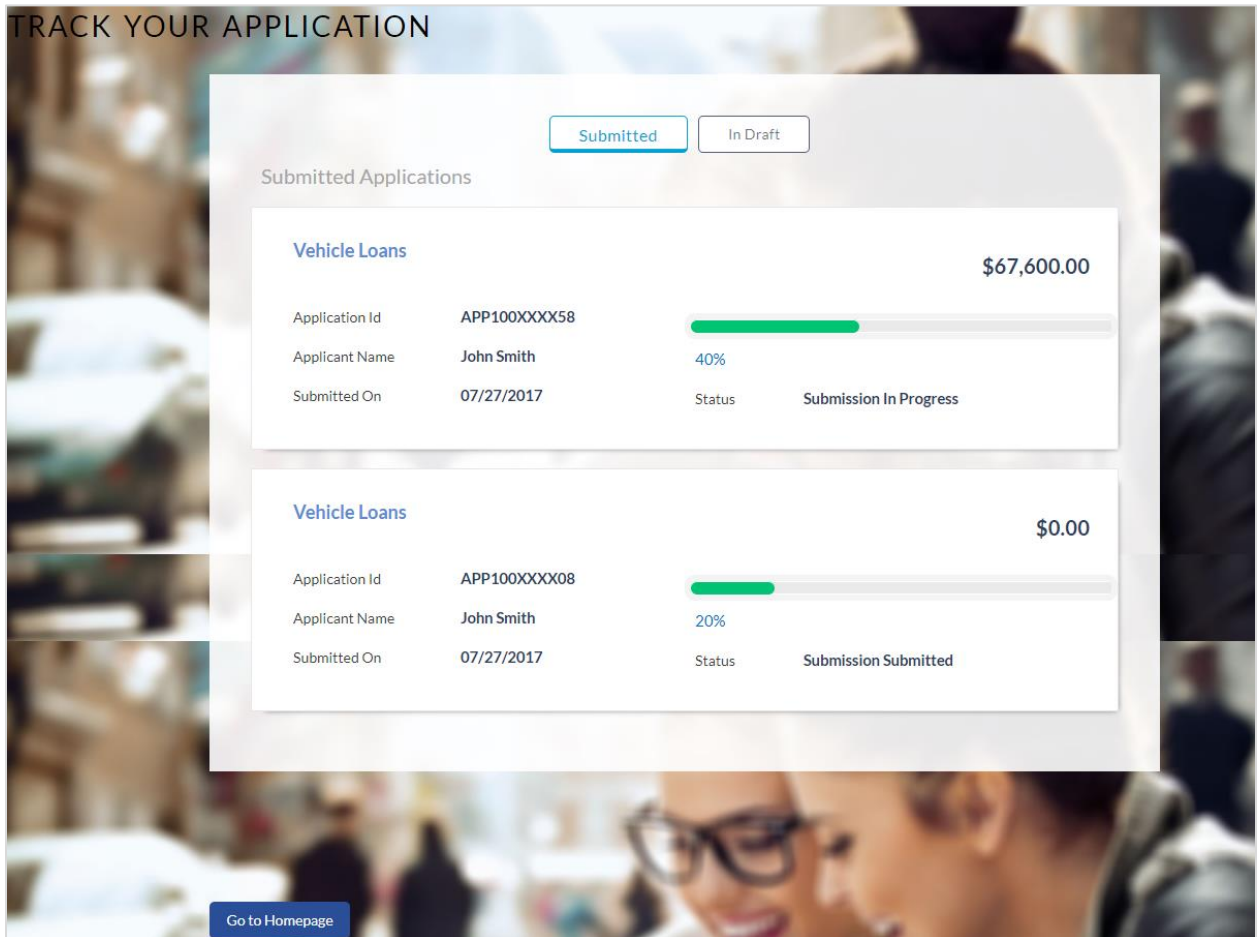 TRACK YOUR APPLICATION
Submitted In Draft
Submitted Applications
Vehicle Loans
$67,600.00
Application Id APP100XXXX58
Applicant Name John Smith 40%
Submitted On 07/27/2017 Status Submission In Progress
Vehicle Loans
$0.00
Application Id APP100XXXX08
Applicant Name John Smith 20%
Submitted On 07/27/2017 Status Submission Submitted
Go to Homepage